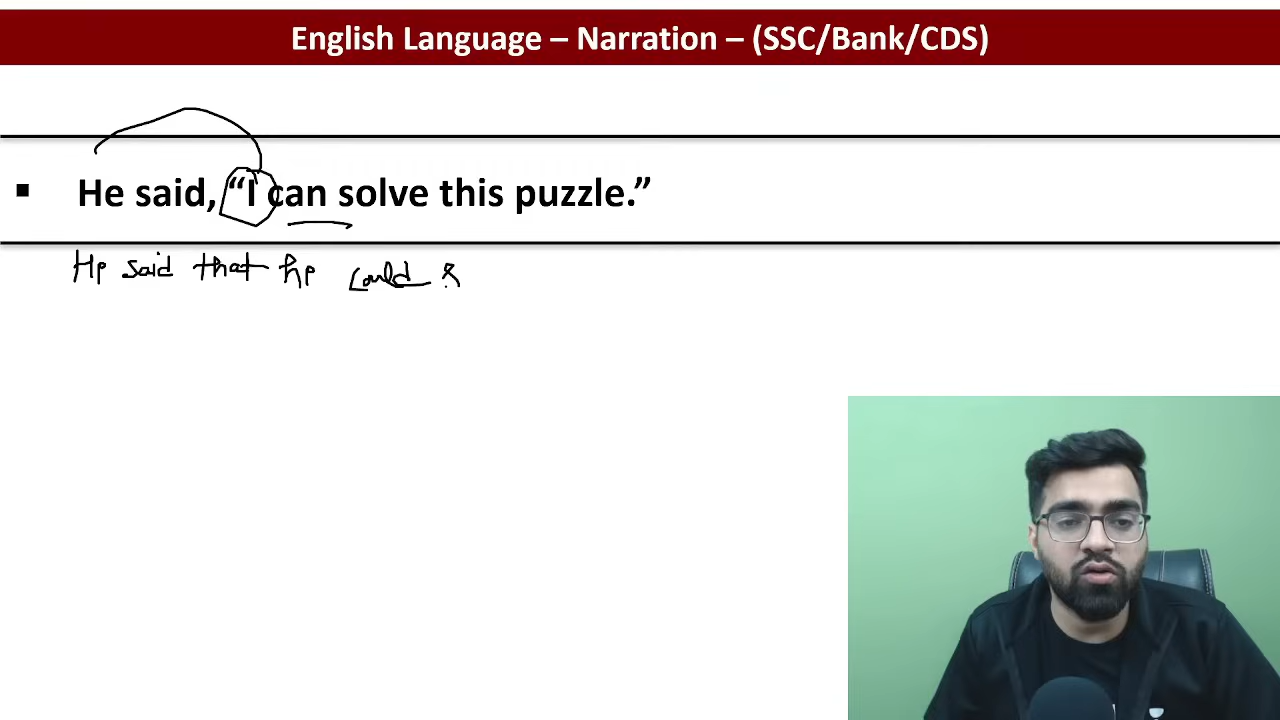 English Language – Narration – (SSC/Bank/CDS)
▪ He said, “I can solve this puzzle.”
He said that he could s